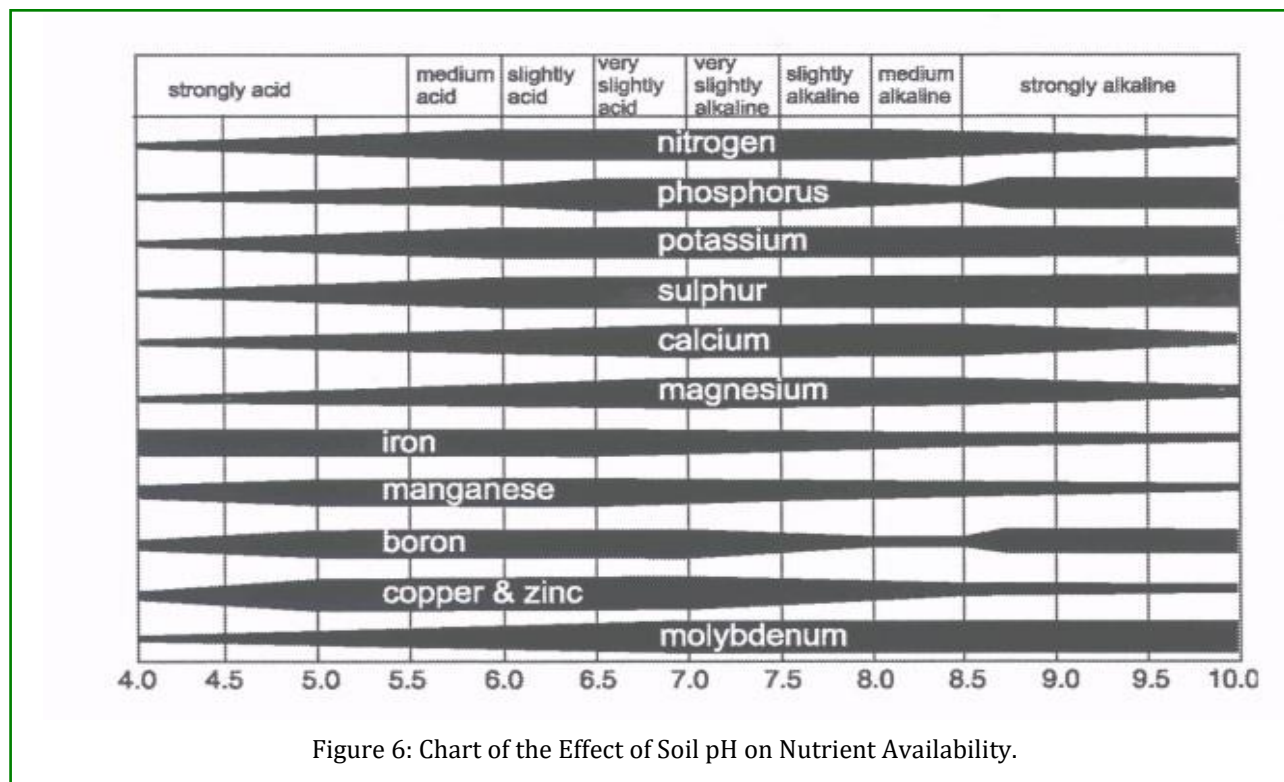 strongly acid
medium
acid
slightly
acid
very
slightly
acid
very
slightly
alkaline
slightly
alkaline
medium
alkaline
strongly alkaline
nitrogen
phosphorus
potassium
sulphur
calcium
magnesium
iron
manganese
boron
copper & zinc
molybdenum
4.0 4.5 5.0 5.5 6.0 6.5 7.0 7.5 8.0 8.5 9.0 9.5 10.0
Figure 6: Chart of the Effect of Soil pH on Nutrient Availability.